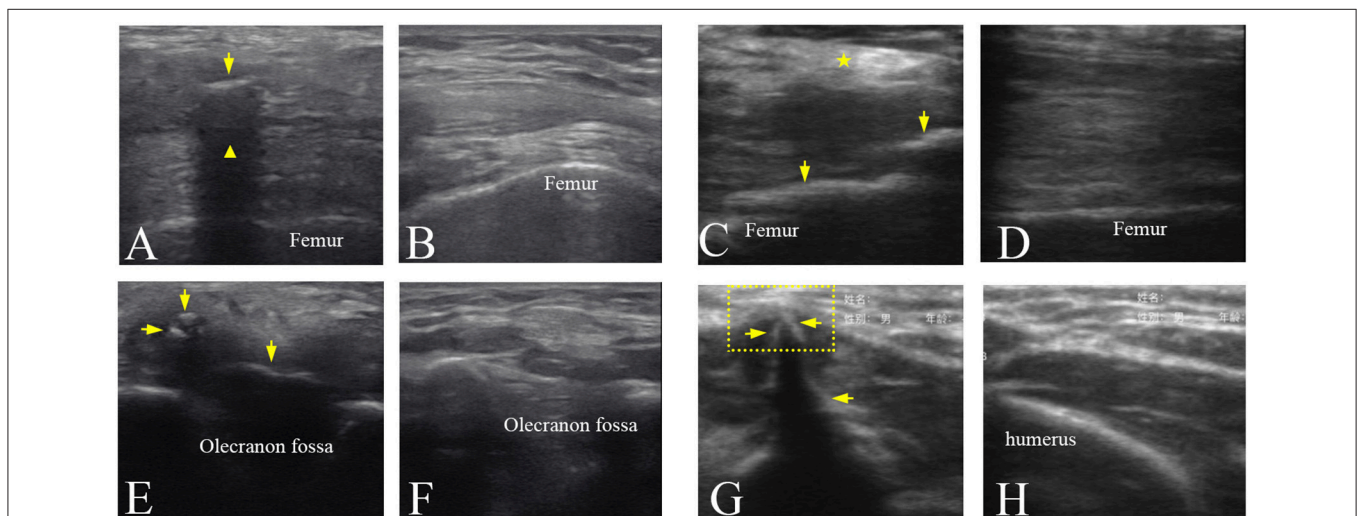 A
Femur
B
Femur
C
Femur
D
Femur
E
Olecranon fossa
F
Olecranon fossa
G
姓名:
性别: 男 年龄:
H
姓名:
性别: 男 年龄:
humerus